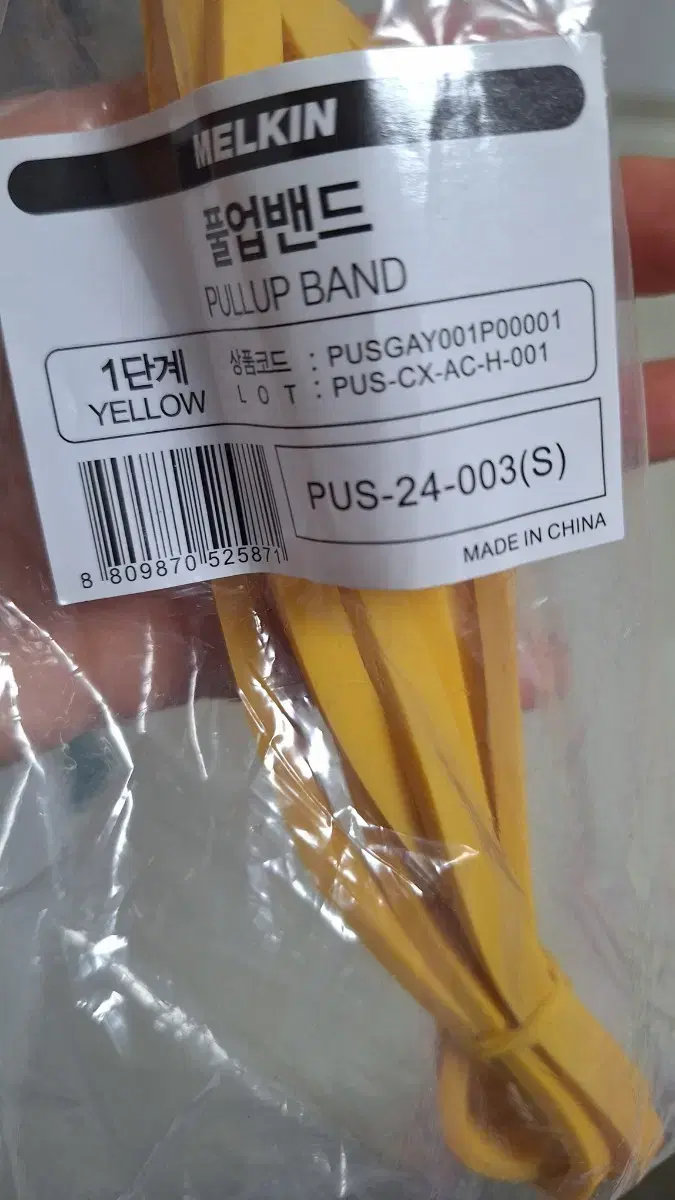 MELKIN
풀업밴드
PULLUP BAND
1단계
YELLOW
상품코드 : PUSGAY001P00001
L O T : PUS-CX-AC-H-001
PUS-24-003(S)
8 809870 525871
MADE IN CHINA